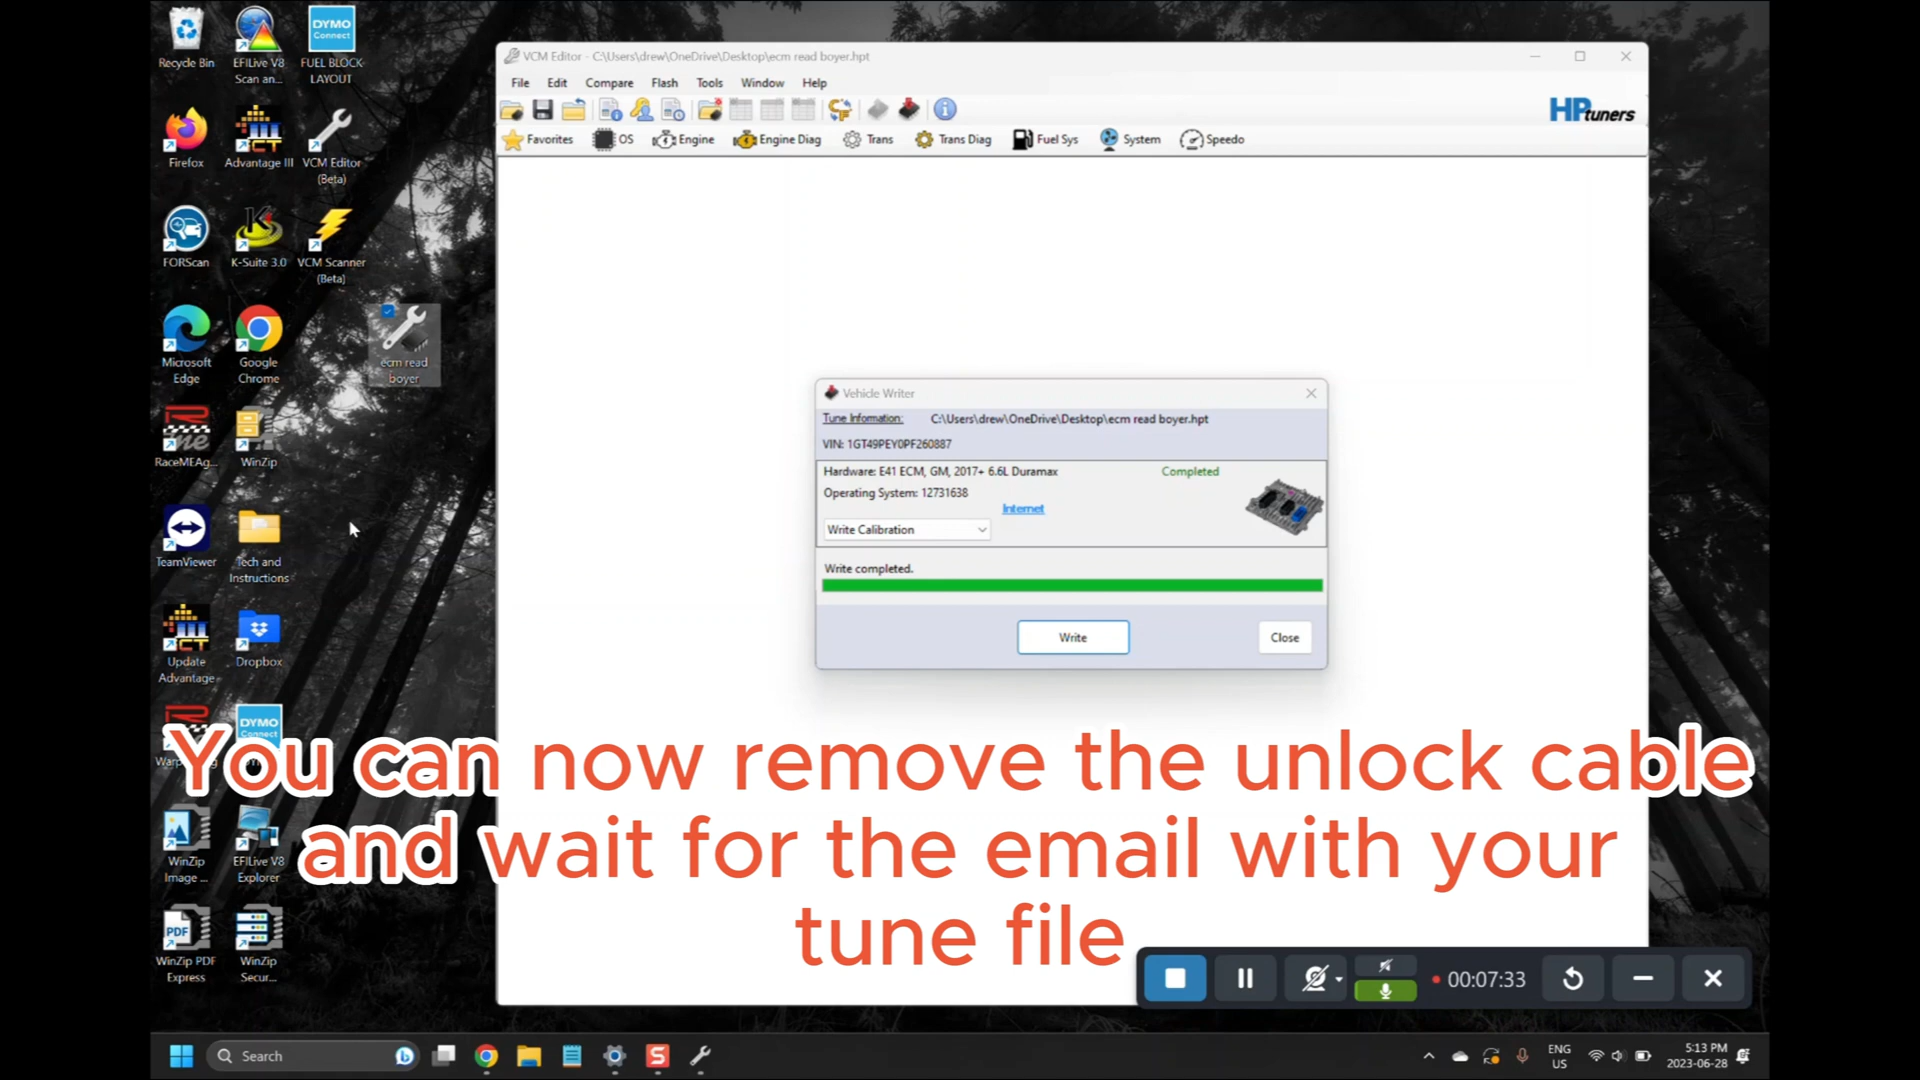 Recycle Bin
EFILive V8
Scan an...
DYMO
Connect
FUEL BLOCK
LAYOUT
Firefox
Advantage III
VCM Editor
(Beta)
FORScan
K-Suite 3.0
VCM Scanner
(Beta)
Microsoft
Edge
Google
Chrome
ecm read
boyer
RaceMEAg...
WinZip
TeamViewer
Tech and
Instructions
Update
Advantage
Dropbox
DYMO
Connect
WinZip
Image ...
EFILive V8
Explorer
PDF
WinZip PDF
Express
WinZip
Secur...
VCM Editor - C:\Users\drew\OneDrive\Desktop\ecm read boyer.hpt
File Edit Compare Flash Tools Window Help
HPtuners
Favorites OS Engine Engine Diag Trans Trans Diag Fuel Sys System Speedo
Vehicle Writer
Tune Information: C:\Users\drew\OneDrive\Desktop\ecm read boyer.hpt
VIN: 1GT49PEY0PF260887
Hardware: E41 ECM, GM, 2017+ 6.6L Duramax Completed
Operating System: 12731638
Internet
Write Calibration
Write completed.
Write Close
You can now remove the unlock cable
and wait for the email with your
tune file
00:07:33
Search
ENG
US
5:13 PM
2023-06-28